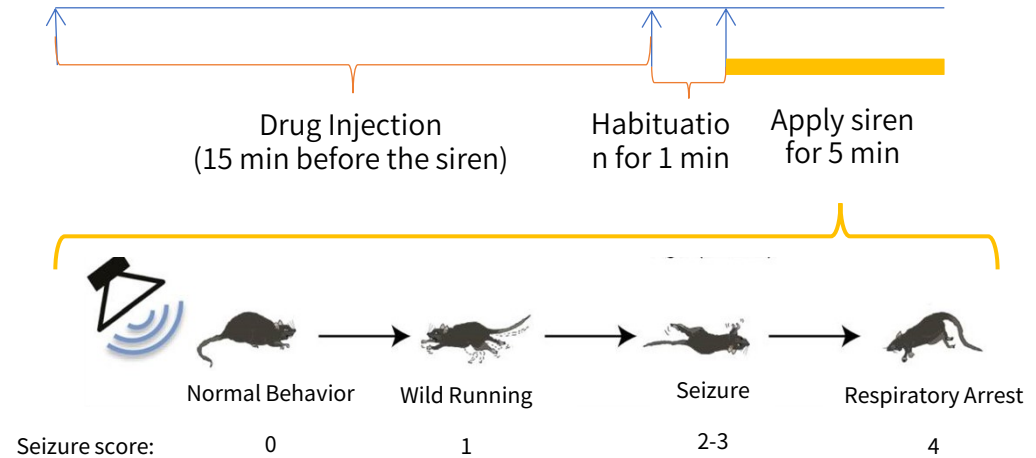 Drug Injection
(15 min before the siren)
Habituatio
n for 1 min
Apply siren
for 5 min
Normal Behavior
Wild Running
Seizure
Respiratory Arrest
Seizure score:
0
1
2-3
4